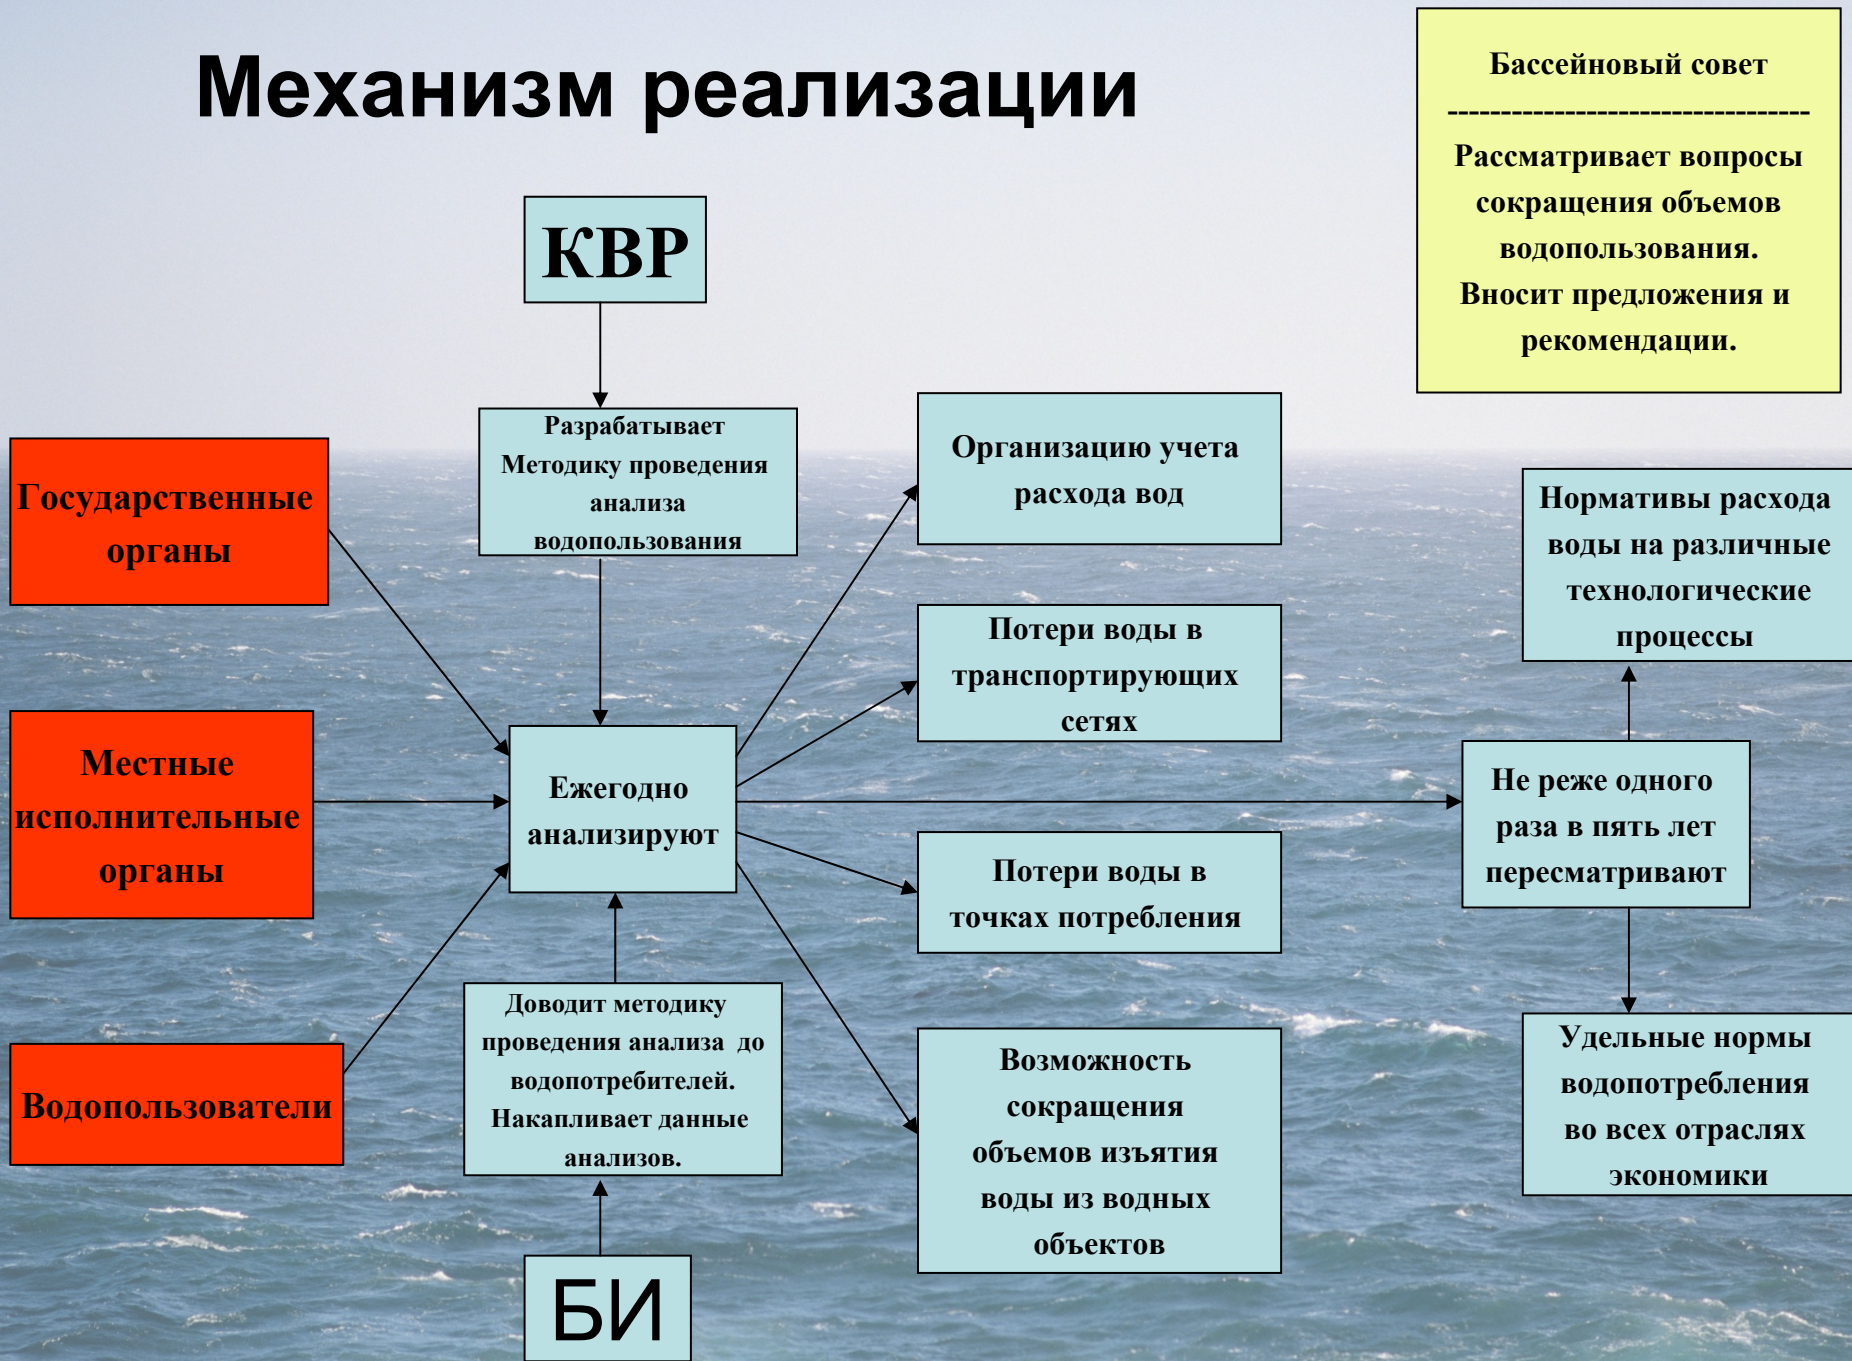 Механизм реализации
Бассейновый совет
----------------------------------
Рассматривает вопросы
сокращения объемов
водопользования.
Вносит предложения и
рекомендации.
КВР
Разрабатывает
Методику проведения
анализа
водопользования
Государственные
органы
Местные
исполнительные
органы
Водопользователи
Ежегодно
анализируют
Доводит методику
проведения анализа  до
водопотребителей.
Накапливает данные
анализов.
БИ
Организацию учета
расхода вод
Потери воды в
транспортирующих
сетях
Потери воды в
точках потребления
Возможность
сокращения
объемов изъятия
воды из водных
объектов
Нормативы расхода
воды на различные
технологические
процессы
Не реже одного
раза в пять лет
пересматривают
Удельные нормы
водопотребления
во всех отраслях
экономики